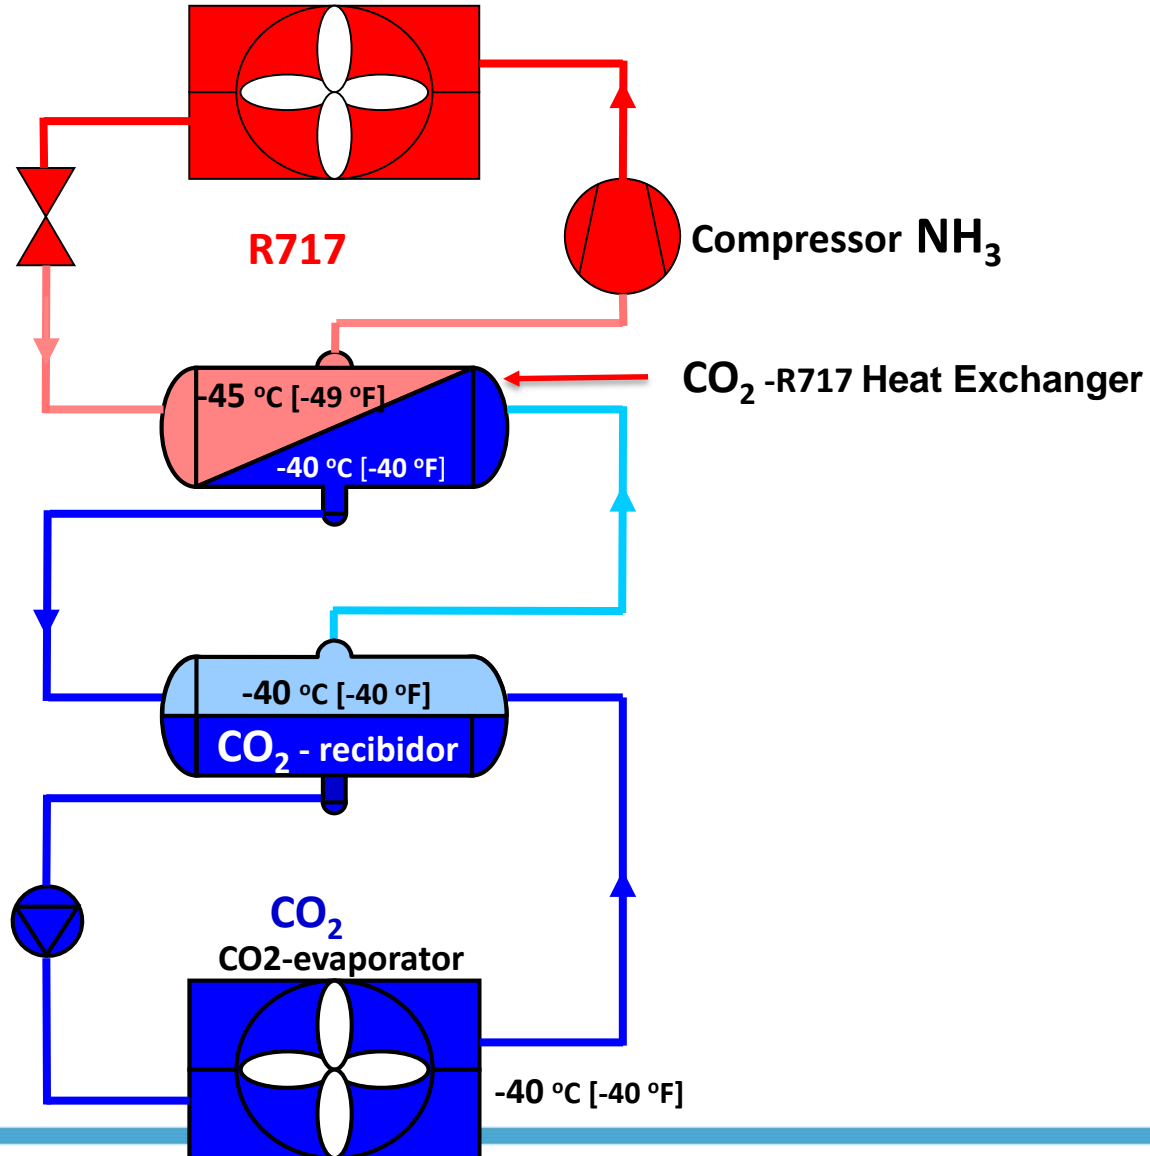 R717
Compressor NH₃
-45 °C [-49 °F]
CO₂ -R717 Heat Exchanger
-40 °C [-40 °F]
-40 °C [-40 °F]
CO₂ - recibidor
CO₂
CO2-evaporator
-40 °C [-40 °F]